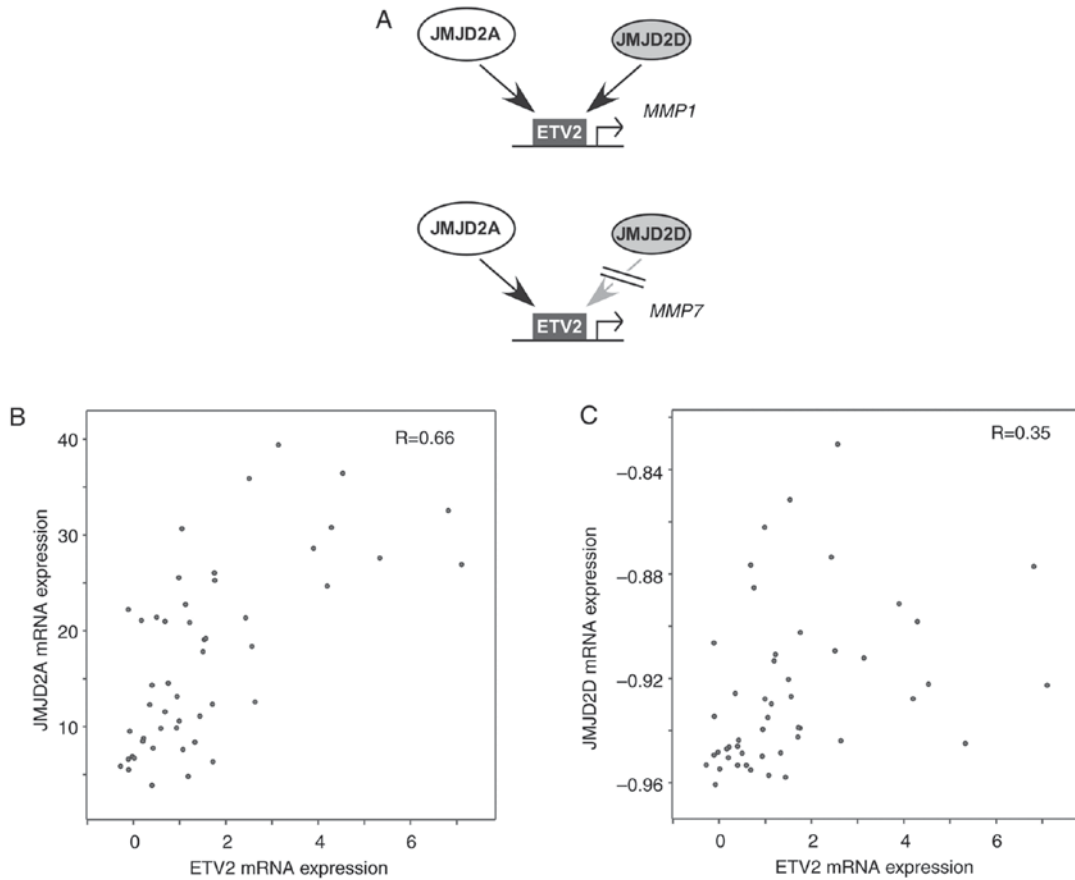 A
JMJD2A JMJD2D
ETV2 MMP1
JMJD2A JMJD2D
ETV2 MMP7
B
R=0.66
JMJD2A mRNA expression
40
30
20
10
0 2 4 6
ETV2 mRNA expression
C
R=0.35
JMJD2D mRNA expression
−0.84
−0.88
−0.92
−0.96
0 2 4 6
ETV2 mRNA expression